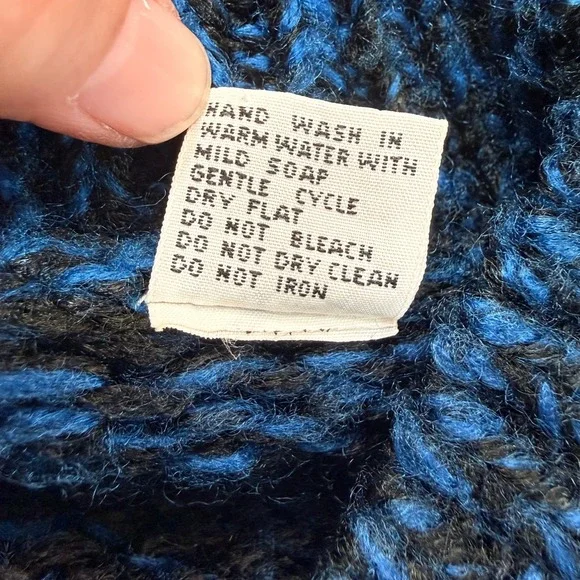 HAND WASH IN
WARM WATER WITH
MILD SOAP
GENTLE CYCLE
DRY FLAT
DO NOT BLEACH
DO NOT DRY CLEAN
DO NOT IRON